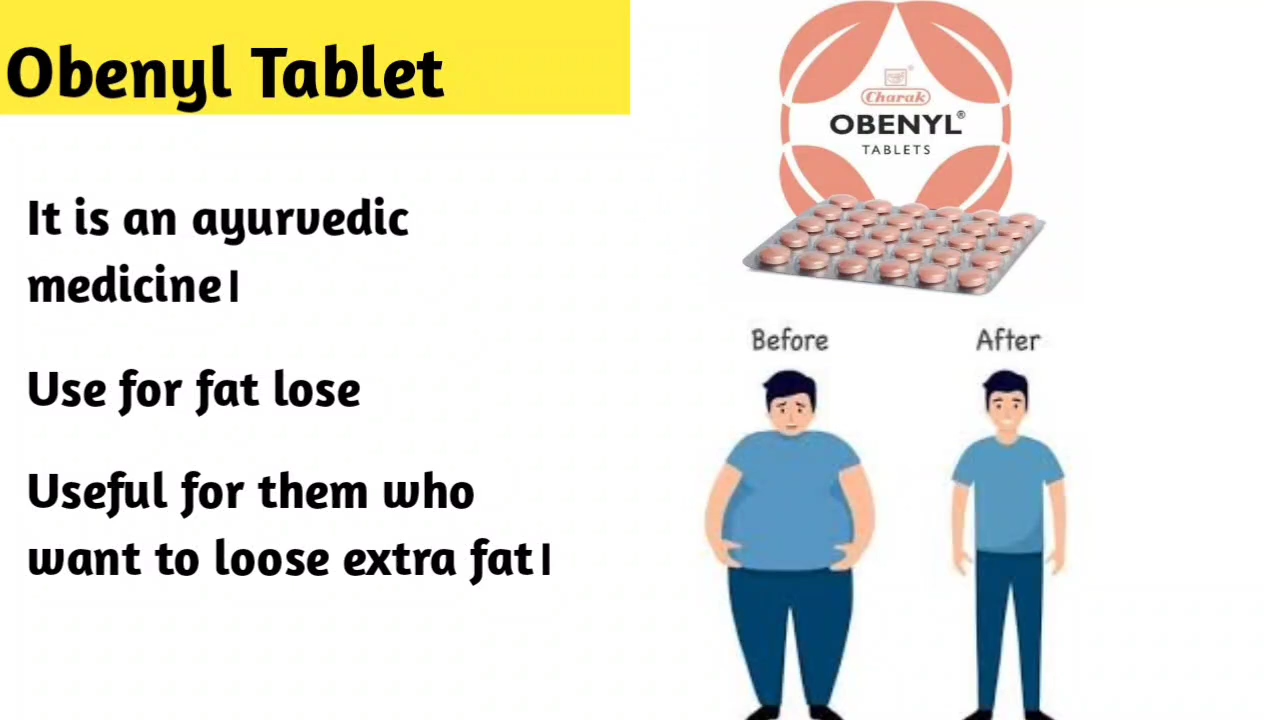 Obenyl Tablet
It is an ayurvedic
medicine।
Use for fat lose
Useful for them who
want to loose extra fat।
Charak
OBENYL®
TABLETS
Before
After